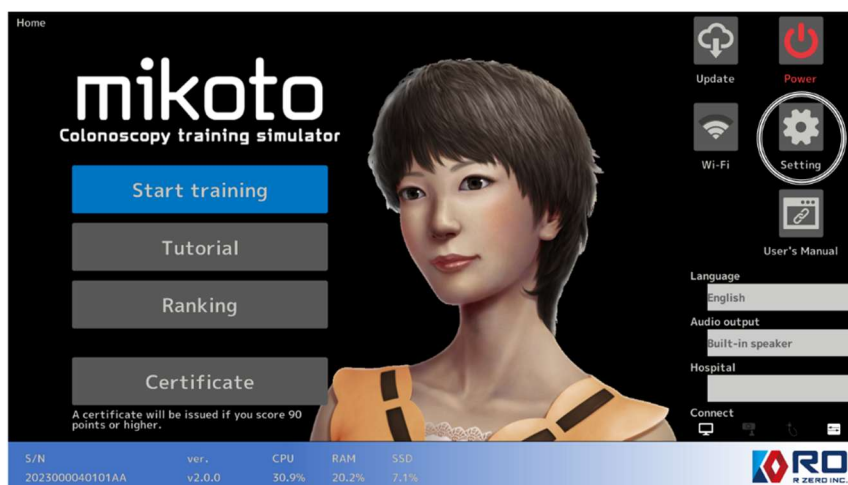 Home
mikoto
Colonoscopy training simulator
Start training
Tutorial
Ranking
Certificate
A certificate will be issued if you score 90
points or higher.
Update
Power
Wi-Fi
Setting
User's Manual
Language
English
Audio output
Built-in speaker
Hospital
Connect
S/N ver. CPU RAM SSD
2023000040101AA v2.0.0 30.9% 20.2% 7.1%
RO
R ZERO INC.